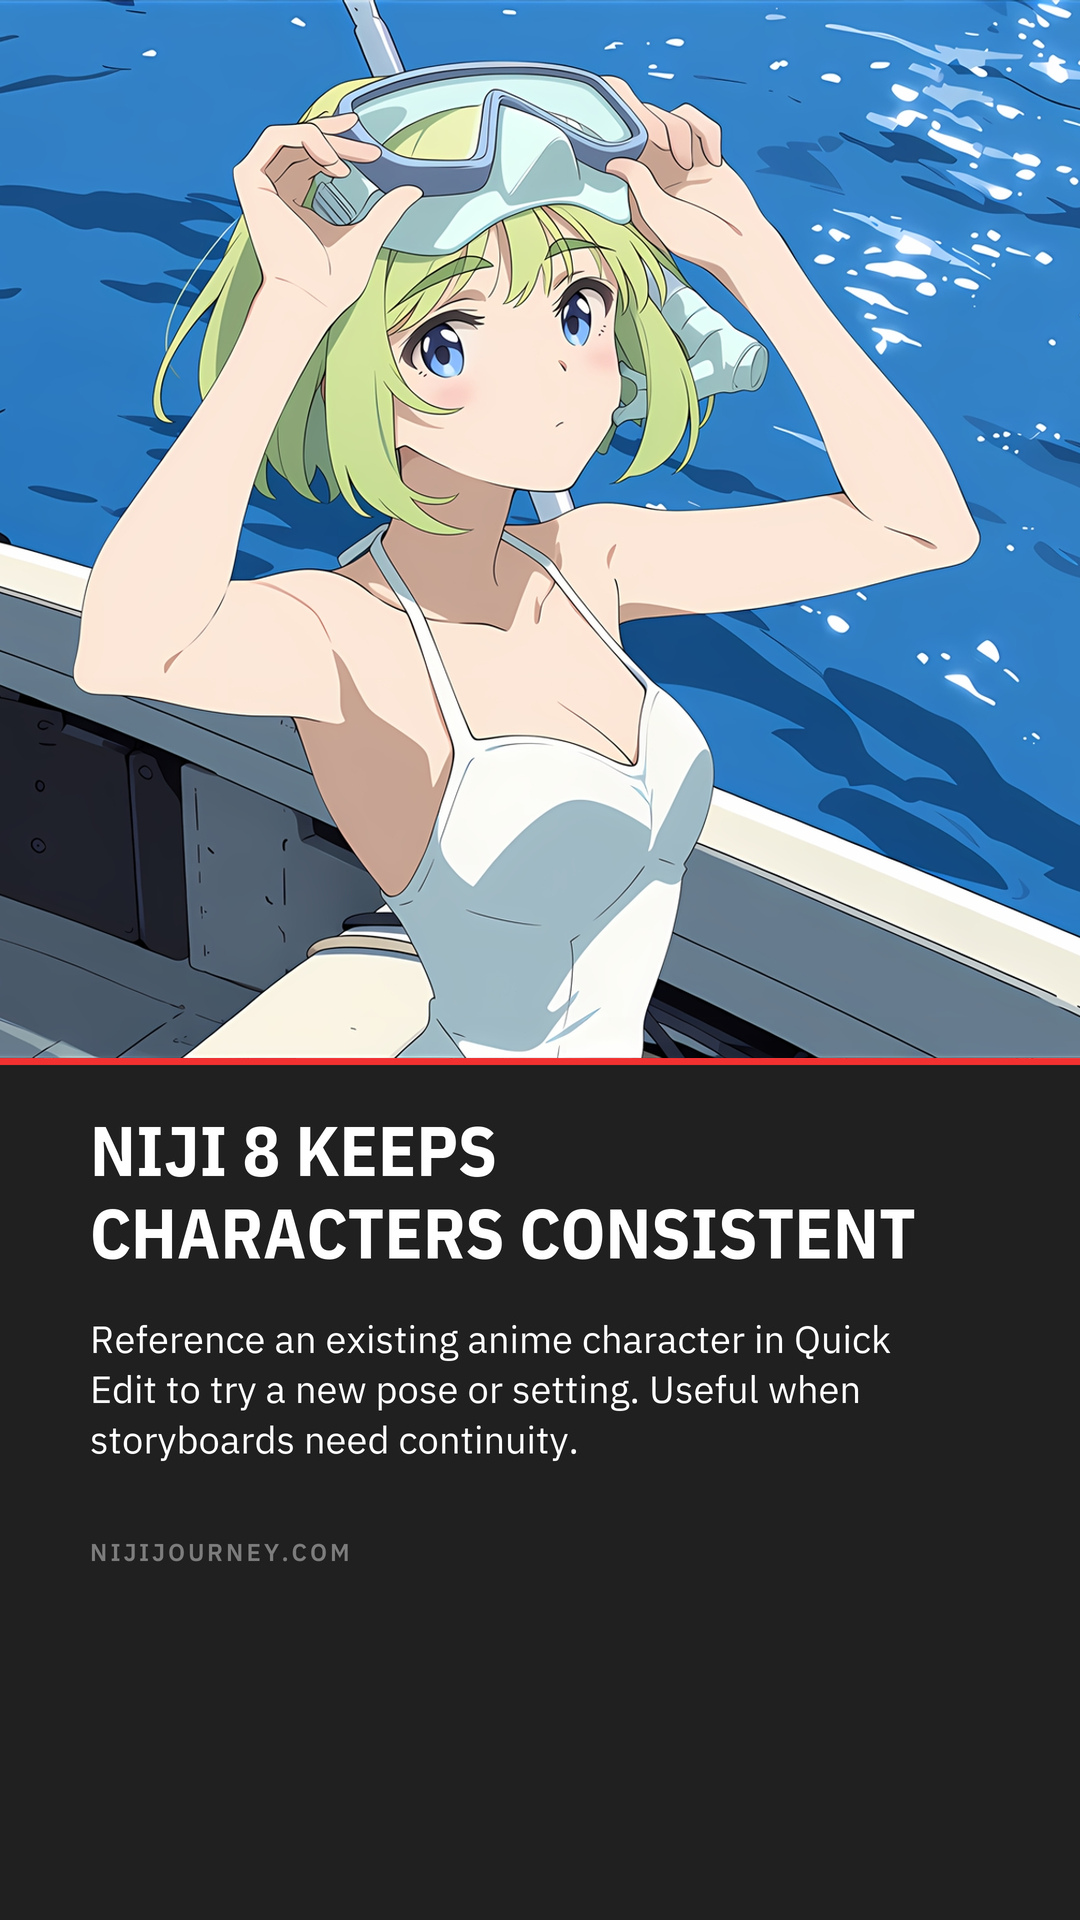 NIJI 8 KEEPS
CHARACTERS CONSISTENT
Reference an existing anime character in Quick
Edit to try a new pose or setting. Useful when
storyboards need continuity.
NIJIJOURNEY.COM